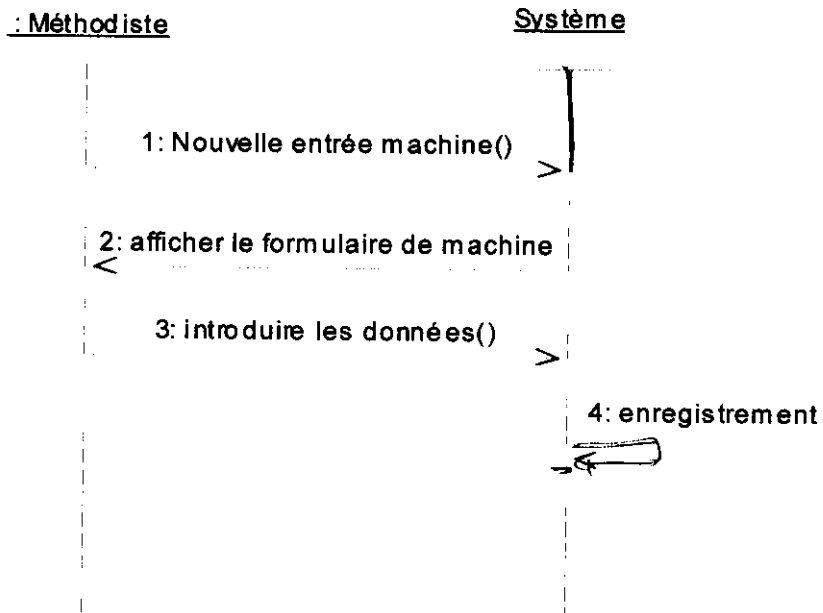 : Méthodiste
Système
1: Nouvelle entrée machine()
2: afficher le formulaire de machine
3: introduire les données()
4: enregistrement